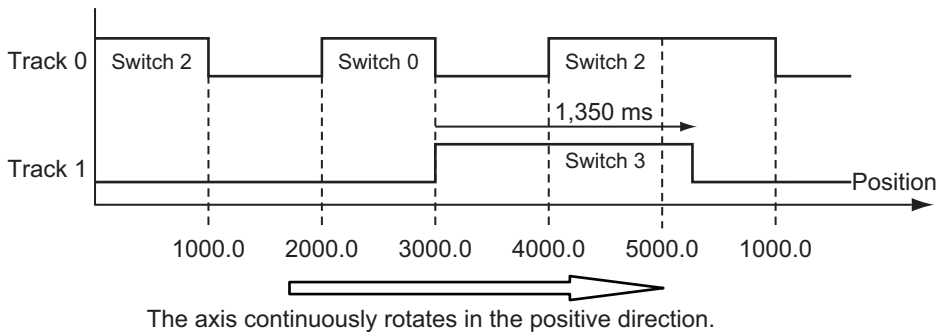 Track 0
Switch 2
Switch 0
Switch 2
1,350 ms
Track 1
Switch 3
Position
1000.0
2000.0
3000.0
4000.0
5000.0
1000.0
The axis continuously rotates in the positive direction.